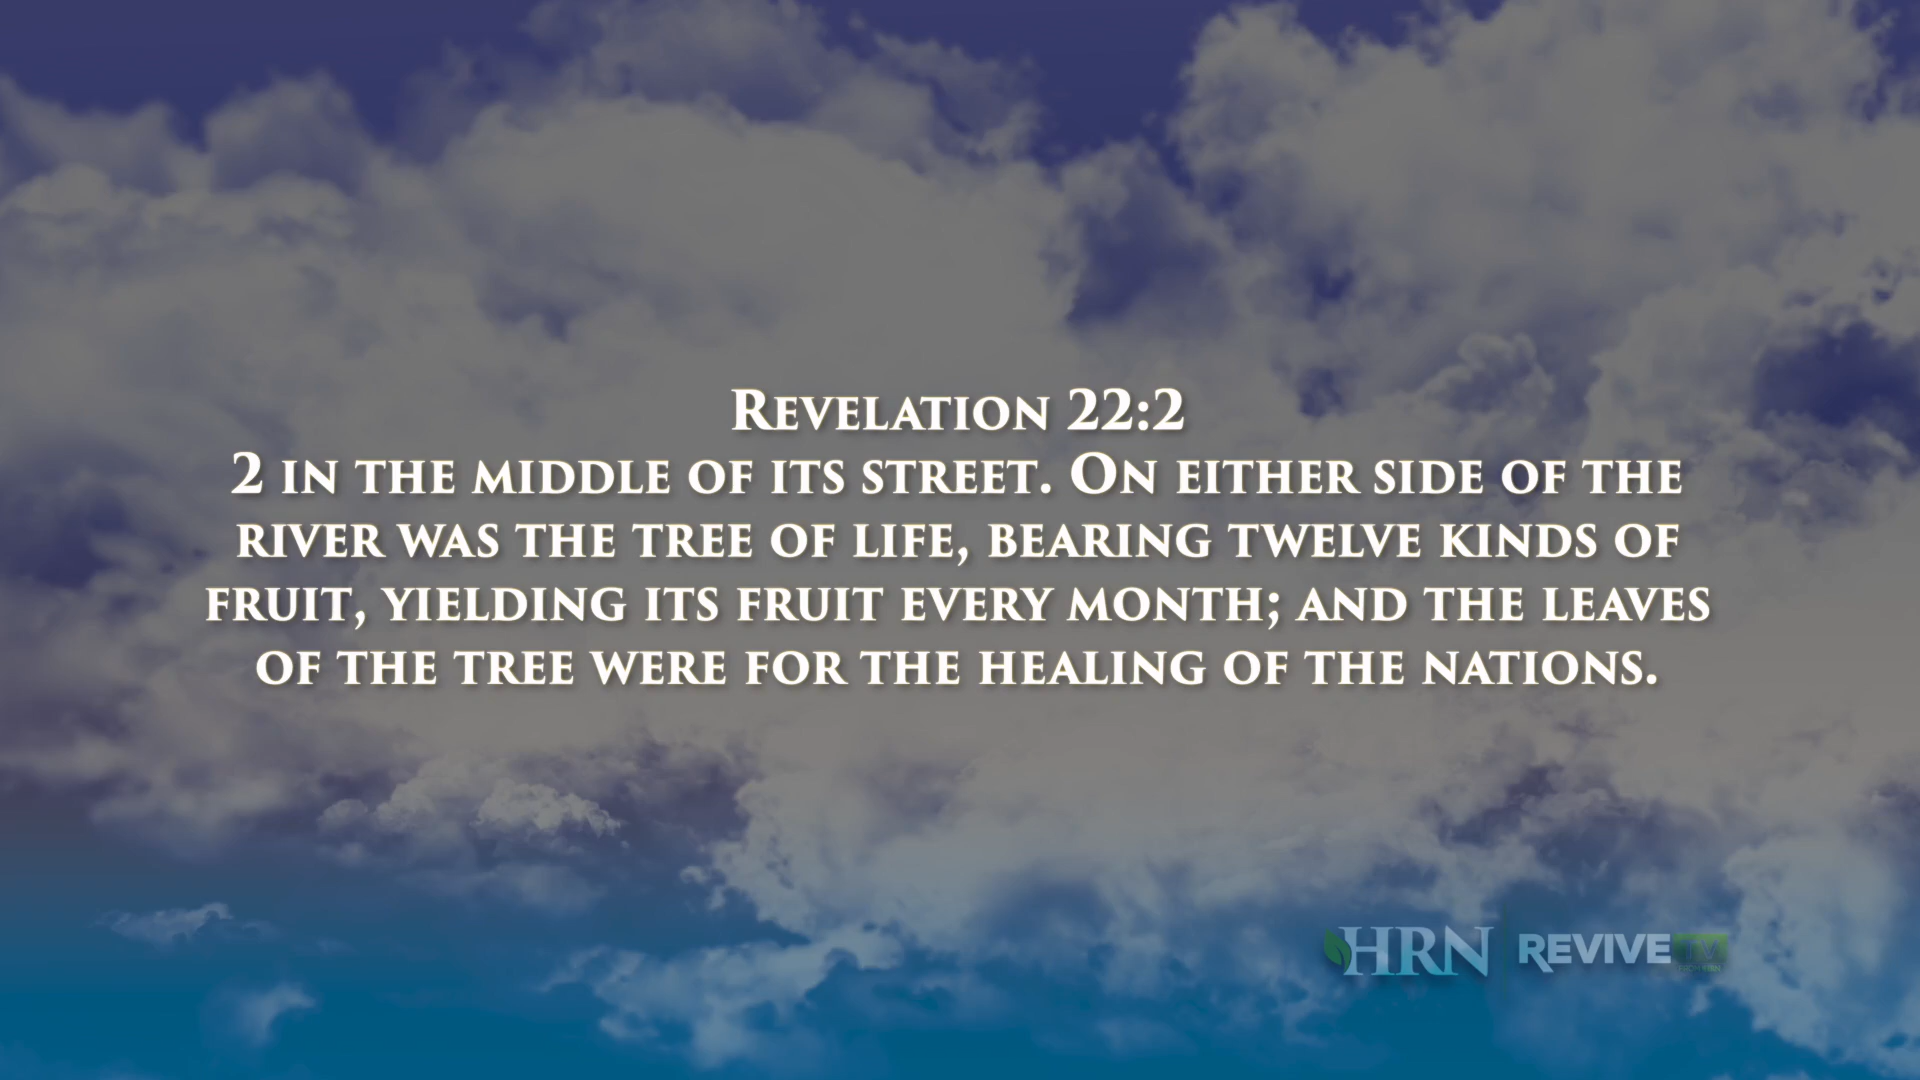 Revelation 22:2
2 in the middle of its street. On either side of the
river was the tree of life, bearing twelve kinds of
fruit, yielding its fruit every month; and the leaves
of the tree were for the healing of the nations.
HRN REVIVE TV